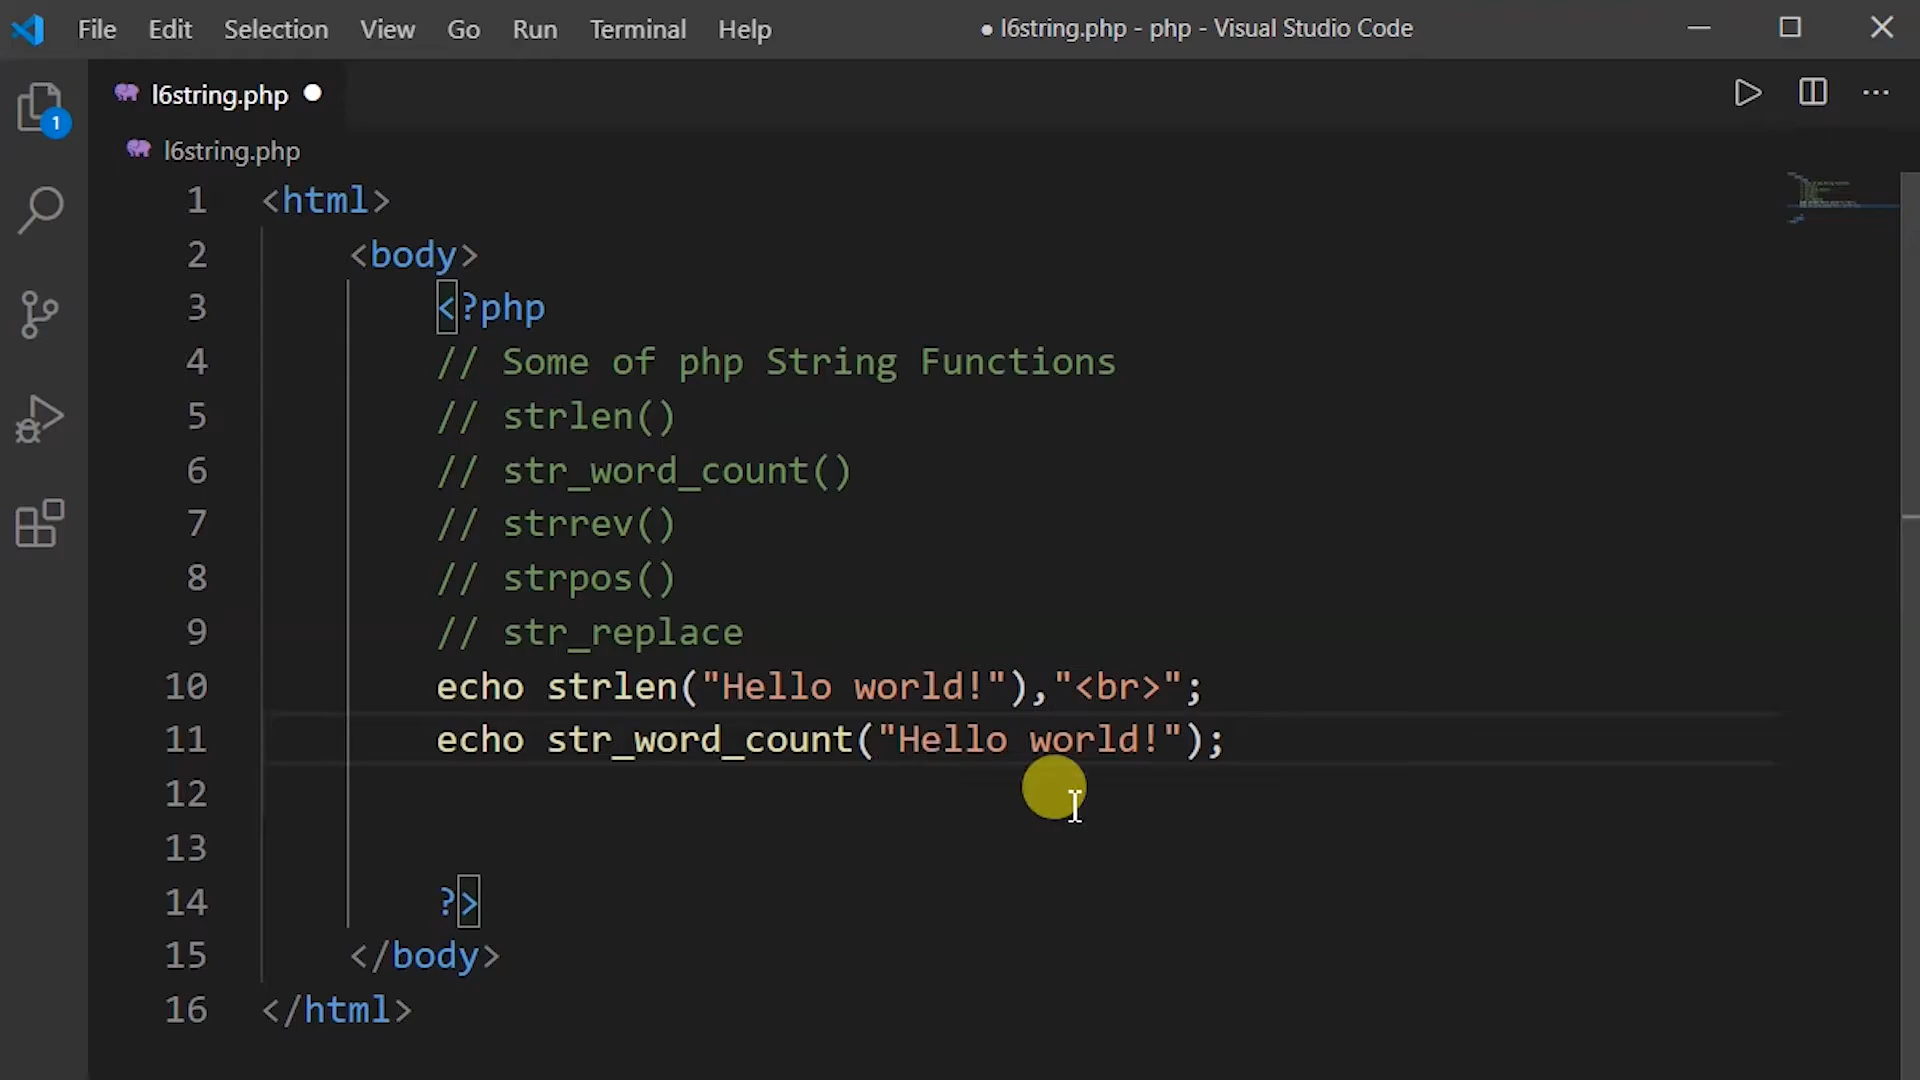 File Edit Selection View Go Run Terminal Help ● l6string.php - php - Visual Studio Code
l6string.php
1
l6string.php
1 <html>
2 <body>
3 <?php
4 // Some of php String Functions
5 // strlen()
6 // str_word_count()
7 // strrev()
8 // strpos()
9 // str_replace
10 echo strlen("Hello world!"),"<br>";
11 echo str_word_count("Hello world!");
12
13
14 ?>
15 </body>
16 </html>